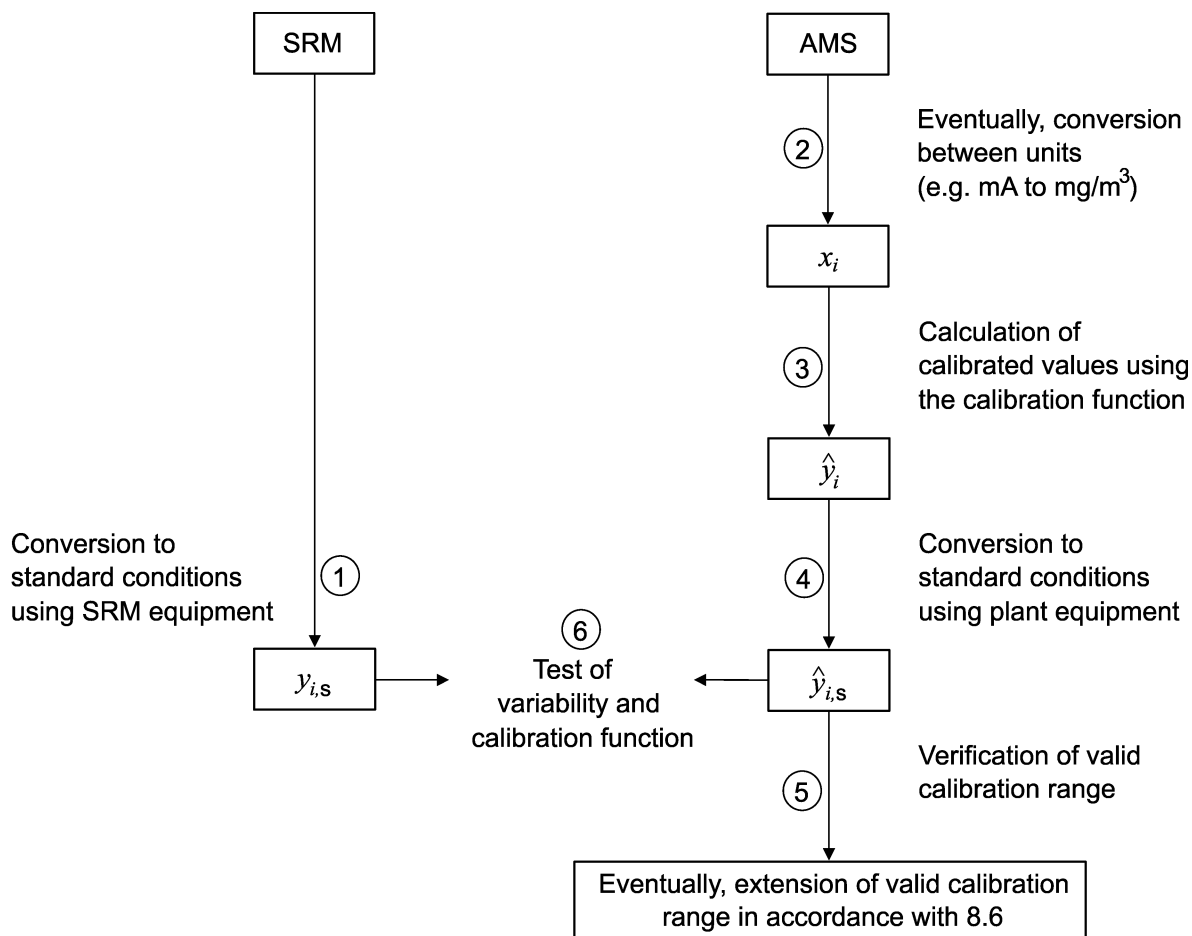 SRM
AMS
2
Eventually, conversion
between units
(e.g. mA to mg/m³)
xᵢ
3
Calculation of
calibrated values using
the calibration function
ŷᵢ
Conversion to
standard conditions
using SRM equipment
1
4
Conversion to
standard conditions
using plant equipment
yᵢ,ₛ
6
Test of
variability and
calibration function
ŷᵢ,ₛ
5
Verification of valid
calibration range
Eventually, extension of valid calibration
range in accordance with 8.6